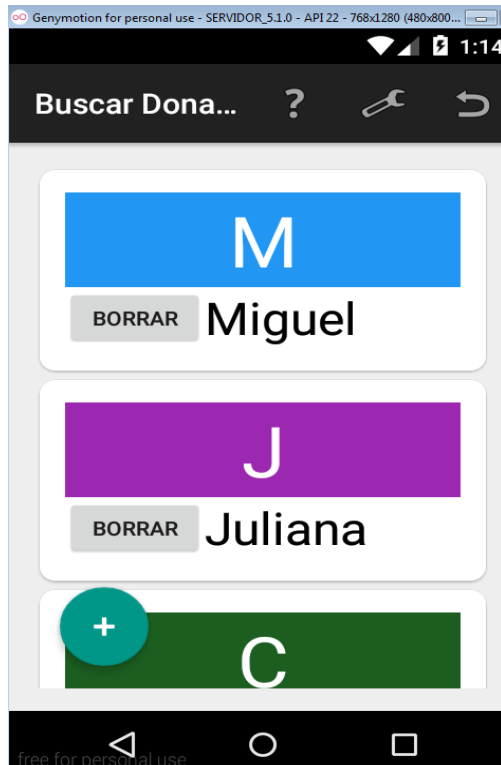 Genymotion for personal use - SERVIDOR_5.1.0 - API 22 - 768x1280 (480x800...
1:14
Buscar Dona... ?
M
BORRAR Miguel
J
BORRAR Juliana
+
C
free for personal use